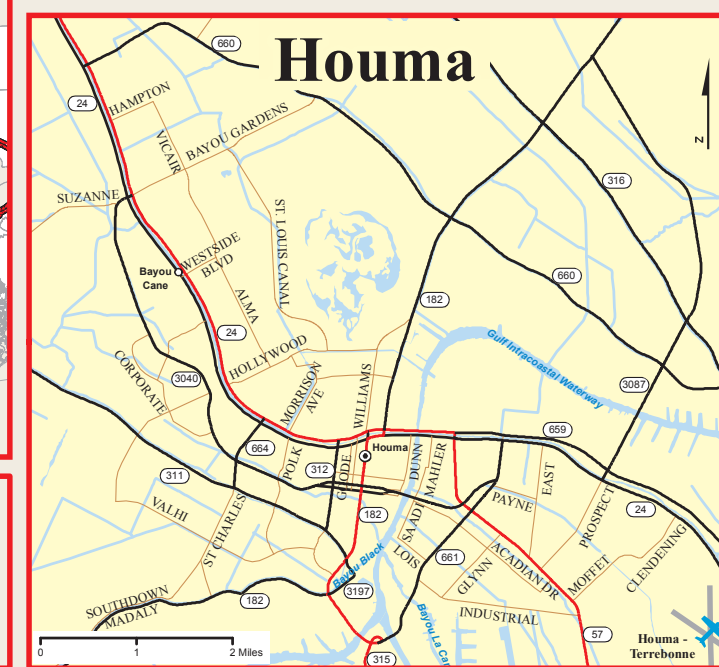 Houma
660
24
HAMPTON
VICAIR
BAYOU GARDENS
N
316
SUZANNE
ST. LOUIS CANAL
WESTSIDE
BLVD
Bayou
Cane
660
ALMA
182
24
Gulf Intracoastal Waterway
HOLLYWOOD
CORPORATE
3040
MORRISON
AVE
WILLIAMS
3087
659
664
Houma
POLK
312
GOODE
DUNN
MAHLER
311
EAST
PAYNE
VALHI
182
24
PROSPECT
ST CHARLES
SAADI
LOIS
661
ACADIAN DR
GLYNN
MOFFET
CLENDENING
Bayou Black
3197
SOUTHDOWN
MADALY
182
INDUSTRIAL
57
Houma -
Terrebonne
0 1 2 Miles
315